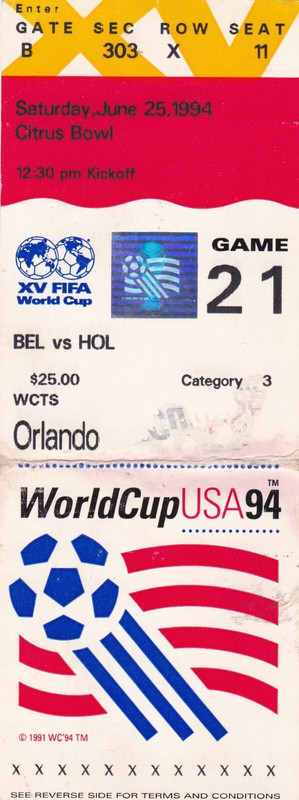 XV
Enter
GATE SEC ROW SEAT
B 303 X 11
Saturday, June 25, 1994
Citrus Bowl
12:30 pm Kickoff
GAME
21
XV FIFA
World Cup
BEL vs HOL
$25.00 Category 3
WCTS
Orlando
WorldCupUSA94™
© 1991 WC'94 TM
X X X X X X X X X X X X
SEE REVERSE SIDE FOR TERMS AND CONDITIONS